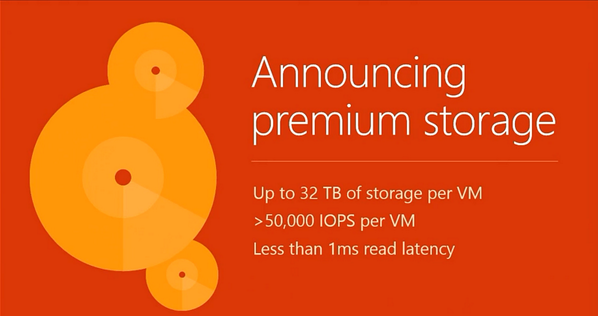 Announcing
premium storage
Up to 32 TB of storage per VM
>50,000 IOPS per VM
Less than 1ms read latency